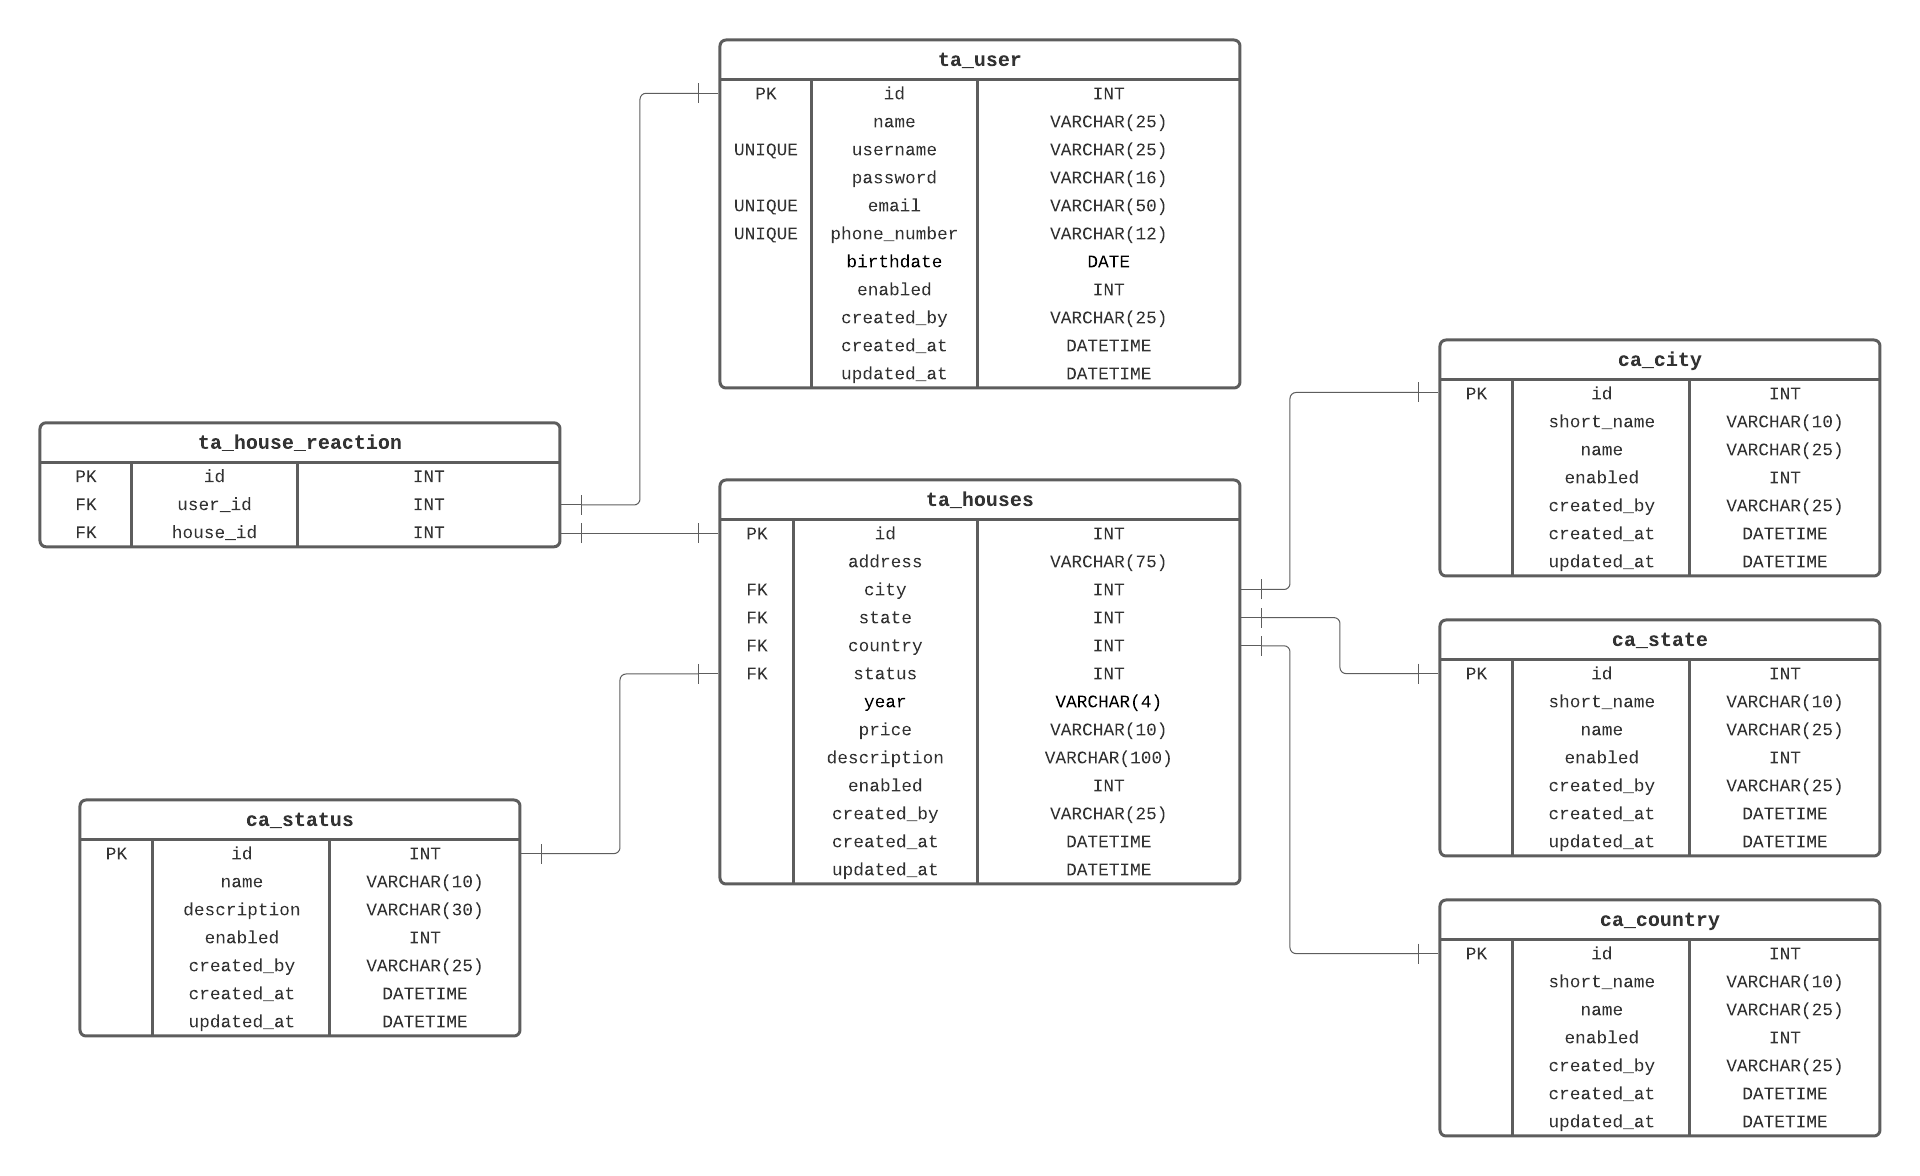 ta_user
PK id INT
name VARCHAR(25)
UNIQUE username VARCHAR(25)
password VARCHAR(16)
UNIQUE email VARCHAR(50)
UNIQUE phone_number VARCHAR(12)
birthdate DATE
enabled INT
created_by VARCHAR(25)
created_at DATETIME
updated_at DATETIME
ta_house_reaction
PK id INT
FK user_id INT
FK house_id INT
ta_houses
PK id INT
address VARCHAR(75)
FK city INT
FK state INT
FK country INT
FK status INT
year VARCHAR(4)
price VARCHAR(10)
description VARCHAR(100)
enabled INT
created_by VARCHAR(25)
created_at DATETIME
updated_at DATETIME
ca_status
PK id INT
name VARCHAR(10)
description VARCHAR(30)
enabled INT
created_by VARCHAR(25)
created_at DATETIME
updated_at DATETIME
ca_city
PK id INT
short_name VARCHAR(10)
name VARCHAR(25)
enabled INT
created_by VARCHAR(25)
created_at DATETIME
updated_at DATETIME
ca_state
PK id INT
short_name VARCHAR(10)
name VARCHAR(25)
enabled INT
created_by VARCHAR(25)
created_at DATETIME
updated_at DATETIME
ca_country
PK id INT
short_name VARCHAR(10)
name VARCHAR(25)
enabled INT
created_by VARCHAR(25)
created_at DATETIME
updated_at DATETIME